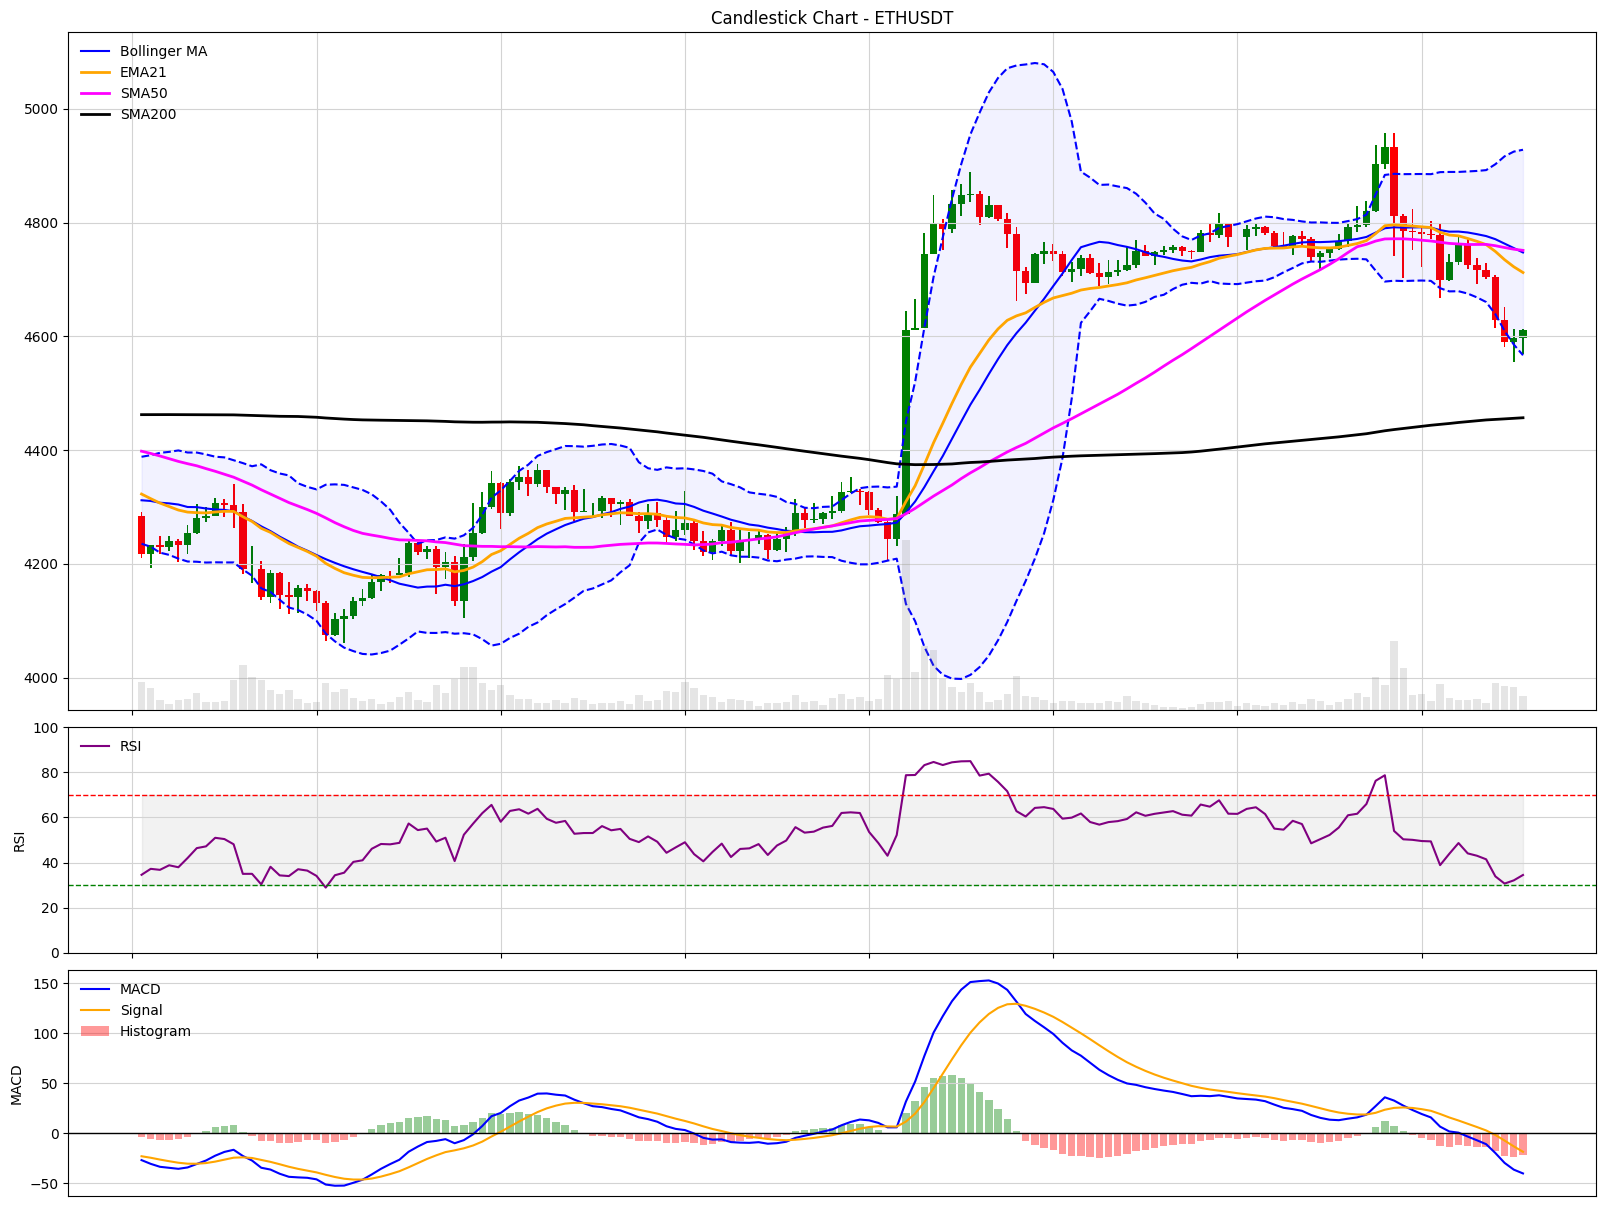 Candlestick Chart - ETHUSDT
Bollinger MA
EMA21
SMA50
SMA200
5000
4800
4600
4400
4200
4000
RSI
100
80
60
40
20
0
RSI
MACD
Signal
Histogram
150
100
50
0
−50
MACD